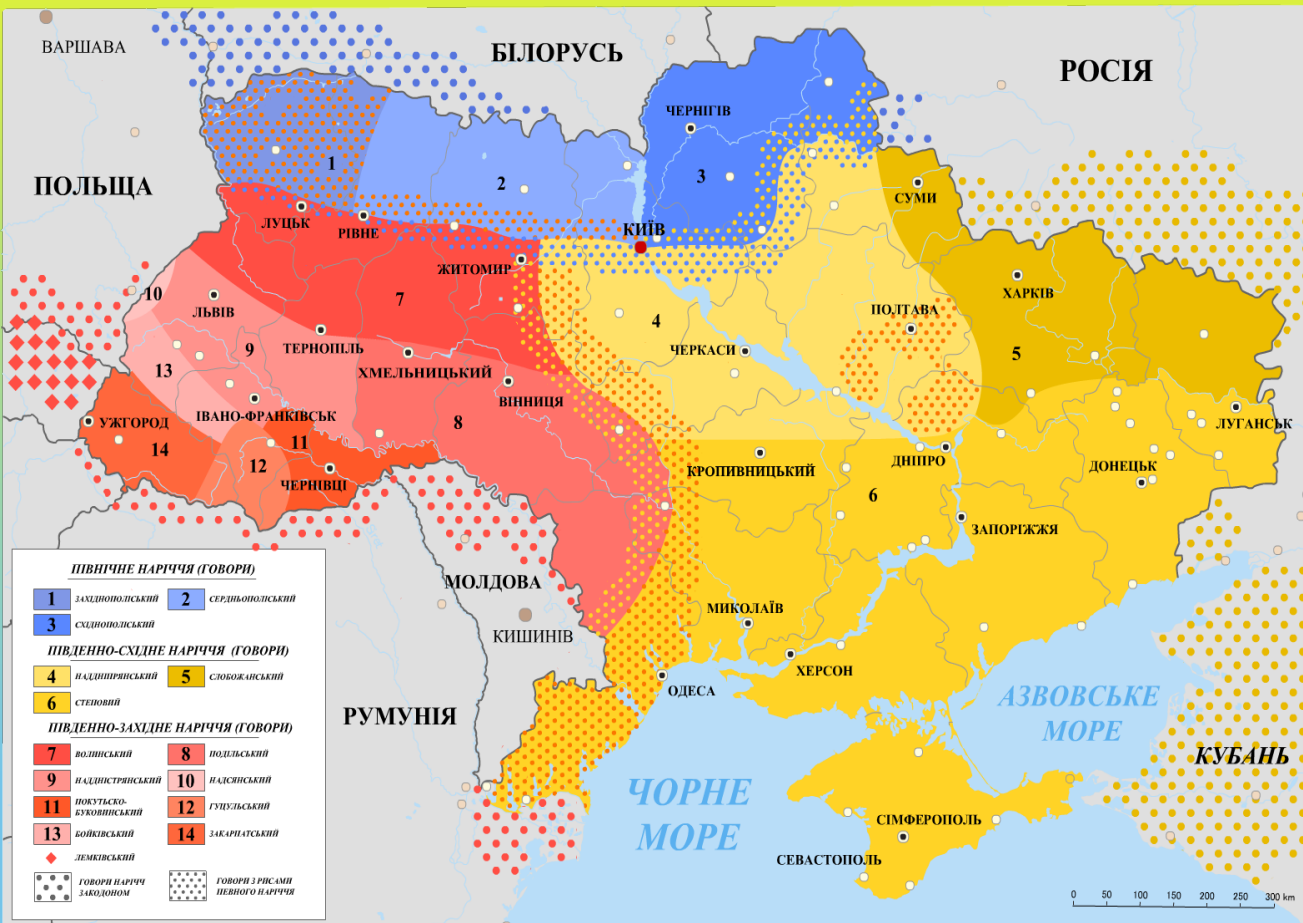 ВАРШАВА
БІЛОРУСЬ
РОСІЯ
ЧЕРНІГІВ
ПОЛЬЩА
1
2
3
СУМИ
ЛУЦЬК
РІВНЕ
КИЇВ
ЖИТОМИР
ХАРКІВ
10
ЛЬВІВ
7
4
ПОЛТАВА
9
ТЕРНОПІЛЬ
ЧЕРКАСИ
5
13
ХМЕЛЬНИЦЬКИЙ
ВІННИЦЯ
ІВАНО-ФРАНКІВСЬК
УЖГОРОД
8
ЛУГАНСЬК
14
11
12
ЧЕРНІВЦІ
КРОПИВНИЦЬКИЙ
ДНІПРО
ДОНЕЦЬК
6
ЗАПОРІЖЖЯ
МОЛДОВА
КИШИНІВ
МИКОЛАЇВ
ХЕРСОН
ОДЕСА
РУМУНІЯ
АЗВОВСЬКЕ
МОРЕ
КУБАНЬ
ЧОРНЕ
МОРЕ
СІМФЕРОПОЛЬ
СЕВАСТОПОЛЬ
ПІВНІЧНЕ НАРІЧЧЯ (ГОВОРИ)
1 ЗАХІДНОПОЛІСЬКИЙ 2 СЕРДНЬОПОЛІСЬКИЙ
3 СХІДНОПОЛІСЬКИЙ
ПІВДЕННО-СХІДНЕ НАРІЧЧЯ (ГОВОРИ)
4 НАДДНІПРЯНСЬКИЙ 5 СЛОБОЖАНСЬКИЙ
6 СТЕПОВИЙ
ПІВДЕННО-ЗАХІДНЕ НАРІЧЧЯ (ГОВОРИ)
7 ВОЛИНСЬКИЙ 8 ПОДІЛЬСЬКИЙ
9 НАДДНІСТРЯНСЬКИЙ 10 НАДСЯНСЬКИЙ
11 ПОКУТЬСКО-
БУКОВИНСЬКИЙ 12 ГУЦУЛЬСЬКИЙ
13 БОЙКІВСЬКИЙ 14 ЗАКАРПАТСЬКИЙ
ЛЕМКІВСЬКИЙ
ГОВОРИ НАРІЧЧ
ЗАКОДОНОМ
ГОВОРИ З РИСАМИ
ПЕВНОГО НАРІЧЧЯ
0 50 100 150 200 250 300 km